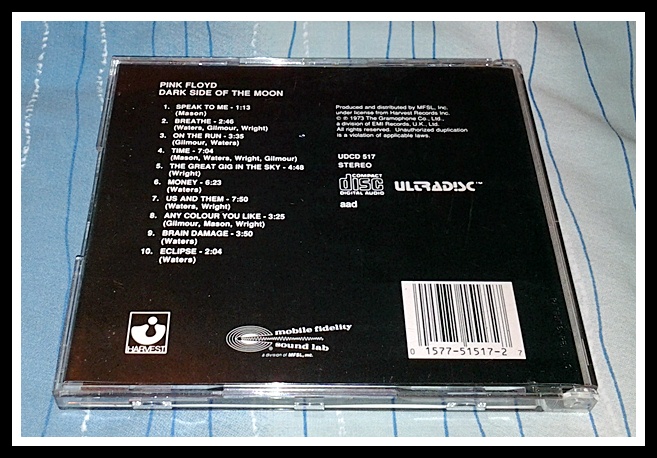 PINK FLOYD
DARK SIDE OF THE MOON
1. SPEAK TO ME - 1:13
(Mason)
2. BREATHE - 2:46
(Waters, Gilmour, Wright)
3. ON THE RUN - 3:35
(Gilmour, Waters)
4. TIME - 7:04
(Mason, Waters, Wright, Gilmour)
5. THE GREAT GIG IN THE SKY - 4:48
(Wright)
6. MONEY - 6:23
(Waters)
7. US AND THEM - 7:50
(Waters, Wright)
8. ANY COLOUR YOU LIKE - 3:25
(Gilmour, Mason, Wright)
9. BRAIN DAMAGE - 3:50
(Waters)
10. ECLIPSE - 2:04
(Waters)
Produced and distributed by MFSL, Inc.
under license from Harvest Records Inc.
℗ © 1973 The Gramophone Co., Ltd.,
a division of EMI Records, U.K., Ltd.
All rights reserved. Unauthorized duplication
is a violation of applicable laws.
UDCD 517
STEREO
COMPACT
disc
DIGITAL AUDIO
ULTRADISC™
aad
HARVEST
mobile fidelity
sound lab
a division of MFSL, inc.
0 1577-51517-2 7